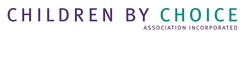 CHILDREN BY CHOICE
ASSOCIATION INCORPORATED